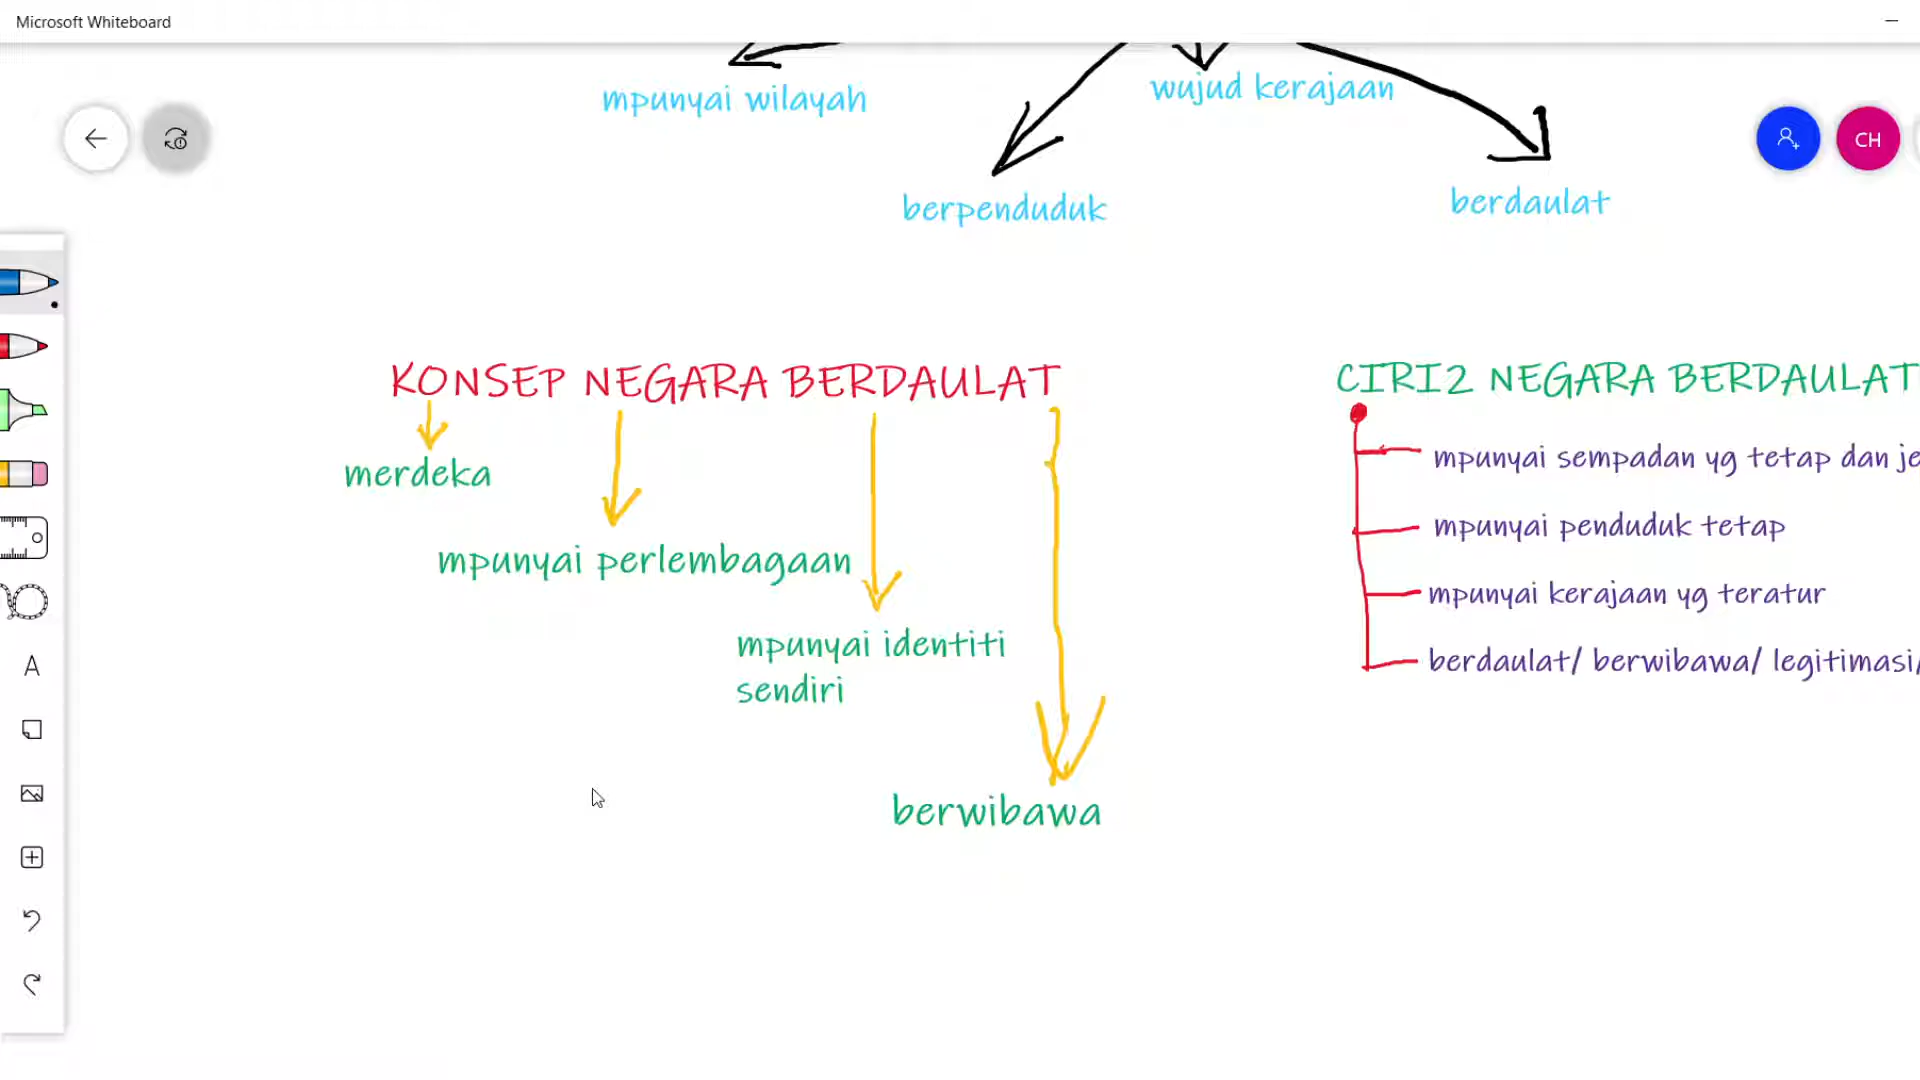 Microsoft Whiteboard
mpunyai wilayah
wujud kerajaan
berpenduduk
berdaulat
CH
KONSEP NEGARA BERDAULAT
merdeka
mpunyai perlembagaan
mpunyai identiti
sendiri
berwibawa
CIRI2 NEGARA BERDAULAT
mpunyai sempadan yg tetap dan je
mpunyai penduduk tetap
mpunyai kerajaan yg teratur
berdaulat/ berwibawa/ legitimasi/
A